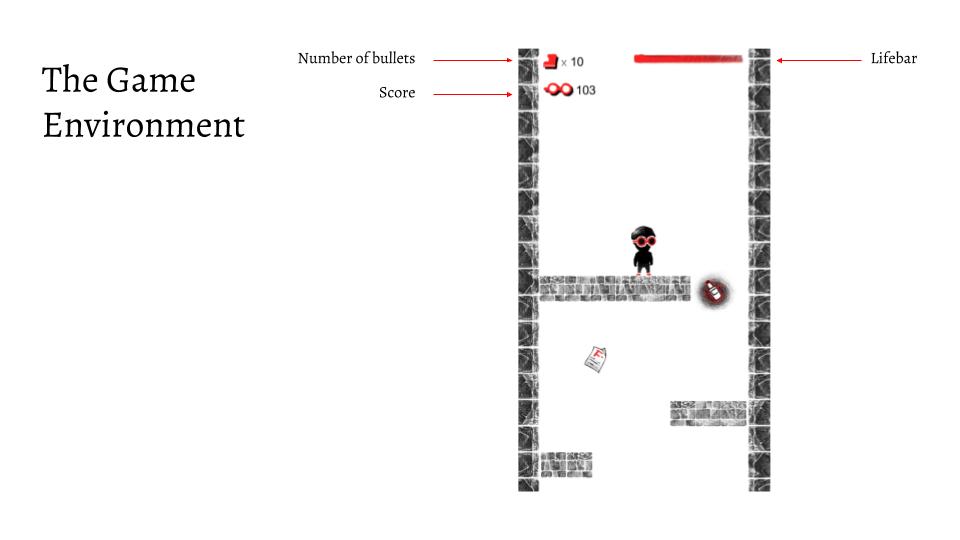 The Game
Environment
Number of bullets
Score
Lifebar
x 10
103
F